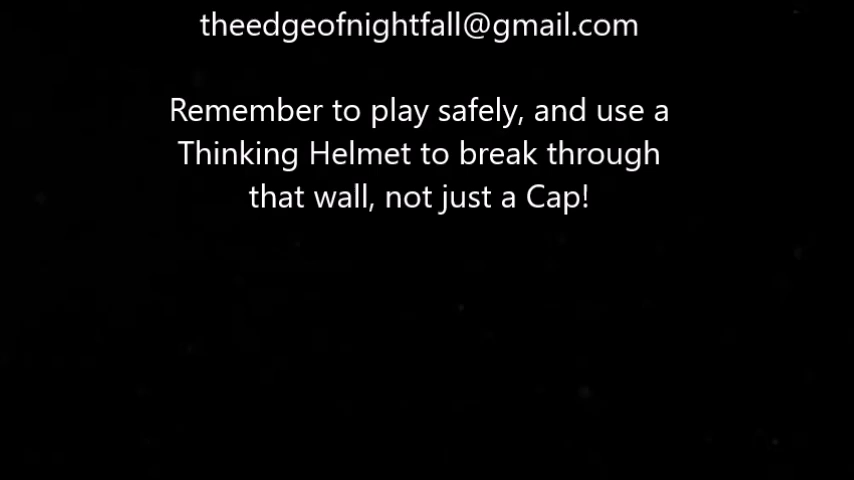 theedgeofnightfall@gmail.com
Remember to play safely, and use a
Thinking Helmet to break through
that wall, not just a Cap!